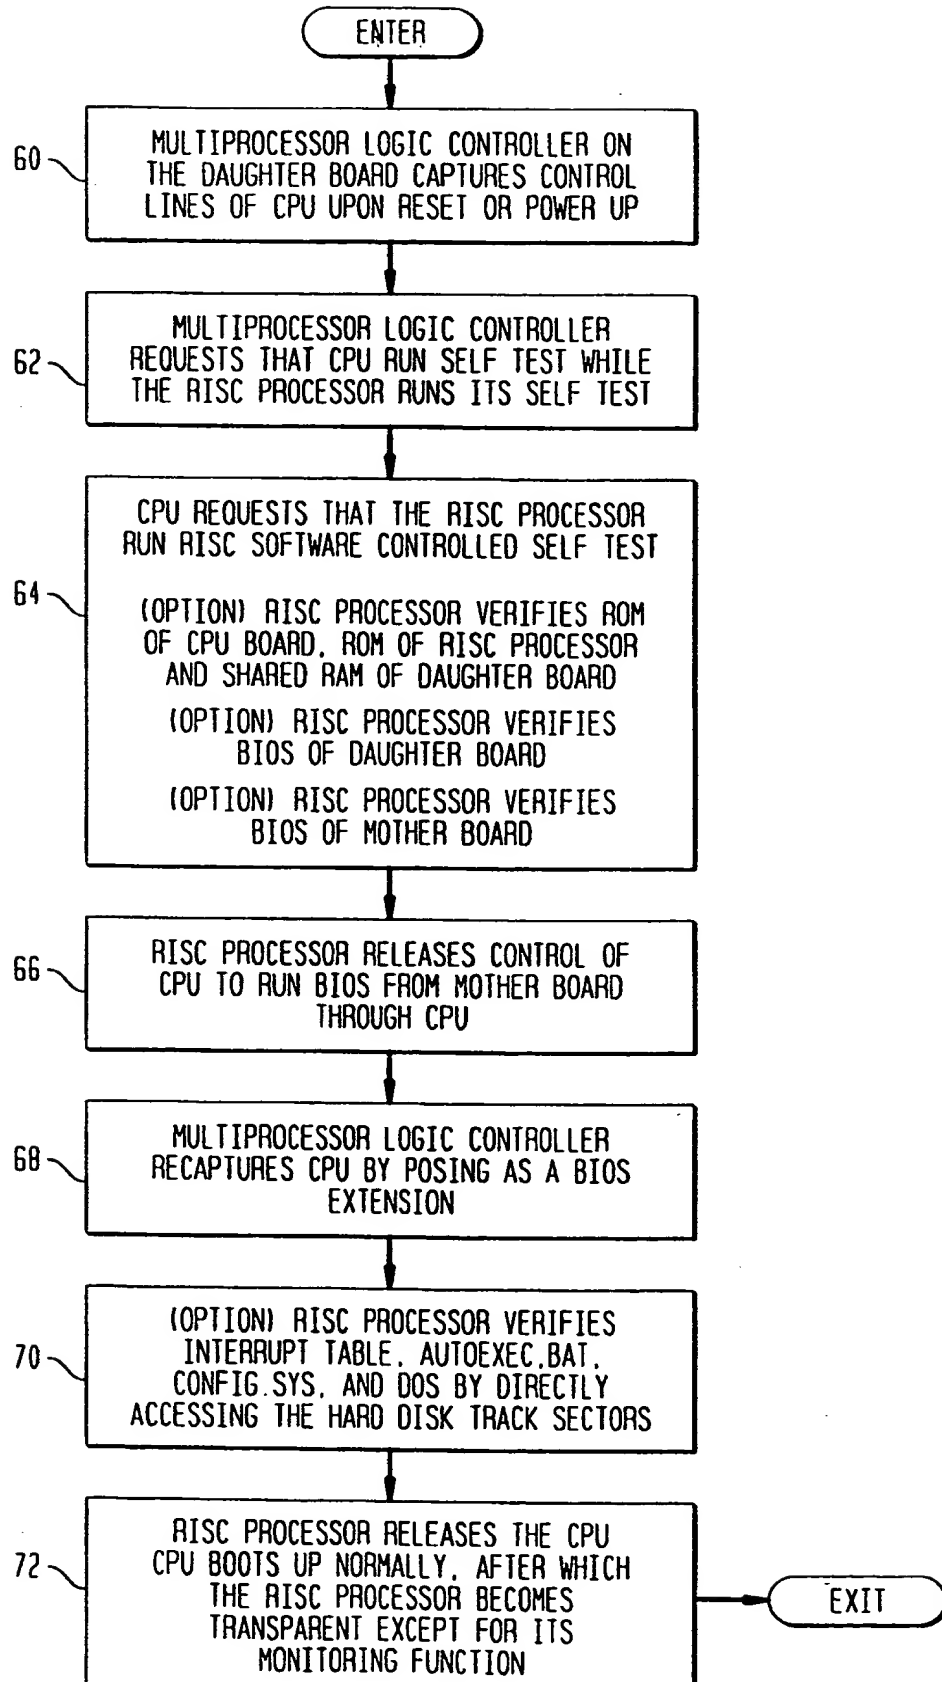 ENTER
60
MULTIPROCESSOR LOGIC CONTROLLER ON
THE DAUGHTER BOARD CAPTURES CONTROL
LINES OF CPU UPON RESET OR POWER UP
62
MULTIPROCESSOR LOGIC CONTROLLER
REQUESTS THAT CPU RUN SELF TEST WHILE
THE RISC PROCESSOR RUNS ITS SELF TEST
64
CPU REQUESTS THAT THE RISC PROCESSOR
RUN RISC SOFTWARE CONTROLLED SELF TEST
(OPTION) RISC PROCESSOR VERIFIES ROM
OF CPU BOARD, ROM OF RISC PROCESSOR
AND SHARED RAM OF DAUGHTER BOARD
(OPTION) RISC PROCESSOR VERIFIES
BIOS OF DAUGHTER BOARD
(OPTION) RISC PROCESSOR VERIFIES
BIOS OF MOTHER BOARD
66
RISC PROCESSOR RELEASES CONTROL OF
CPU TO RUN BIOS FROM MOTHER BOARD
THROUGH CPU
68
MULTIPROCESSOR LOGIC CONTROLLER
RECAPTURES CPU BY POSING AS A BIOS
EXTENSION
70
(OPTION) RISC PROCESSOR VERIFIES
INTERRUPT TABLE, AUTOEXEC.BAT,
CONFIG.SYS, AND DOS BY DIRECTLY
ACCESSING THE HARD DISK TRACK SECTORS
72
RISC PROCESSOR RELEASES THE CPU
CPU BOOTS UP NORMALLY, AFTER WHICH
THE RISC PROCESSOR BECOMES
TRANSPARENT EXCEPT FOR ITS
MONITORING FUNCTION
EXIT